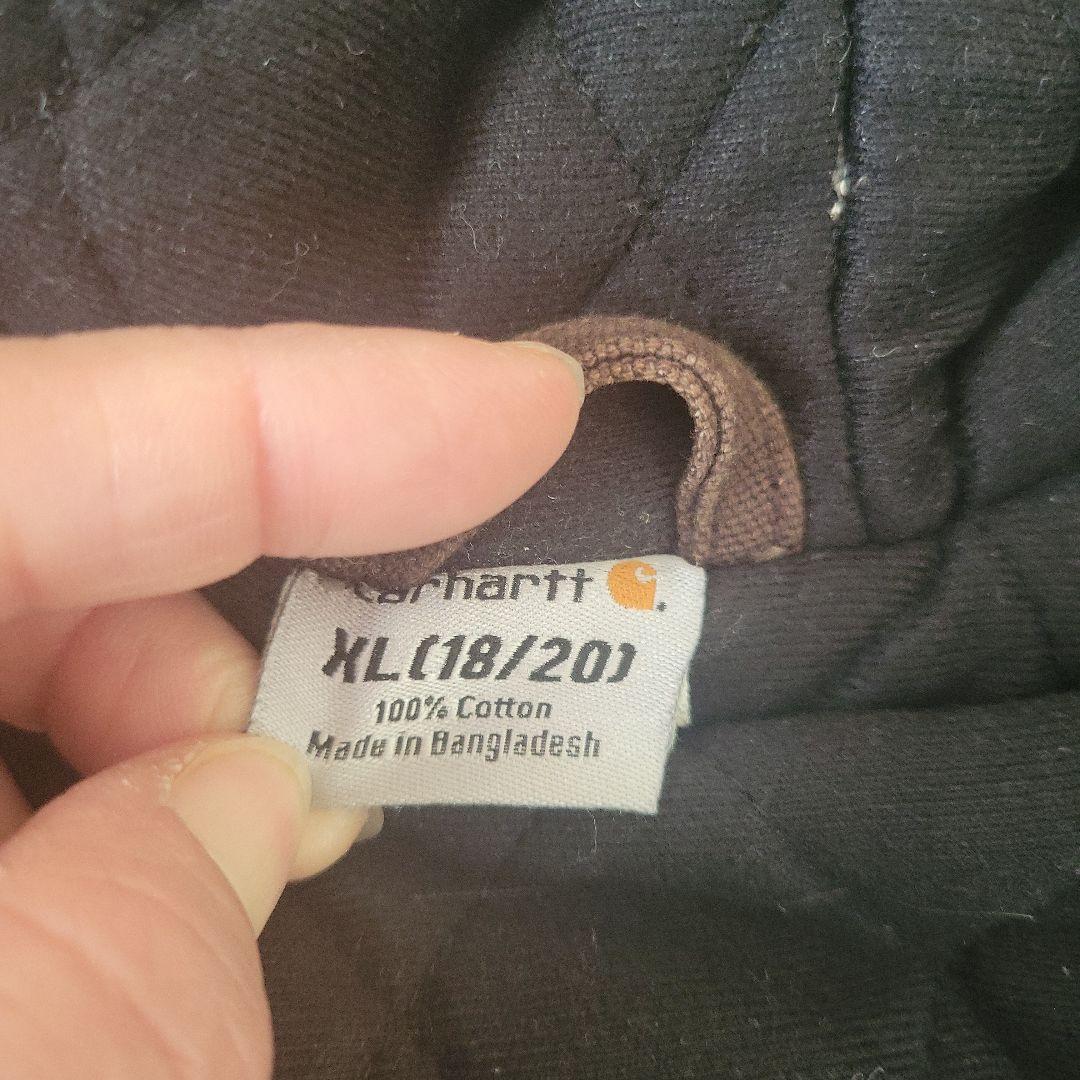 carhartt
XL(18/20)
100% Cotton
Made in Bangladesh